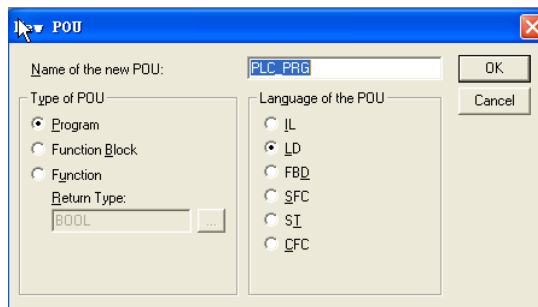 New POU
Name of the new POU:
PLC_PRG
OK
Cancel
Type of POU
Program
Function Block
Function
Return Type:
BOOL
...
Language of the POU
IL
LD
FBD
SFC
ST
CFC